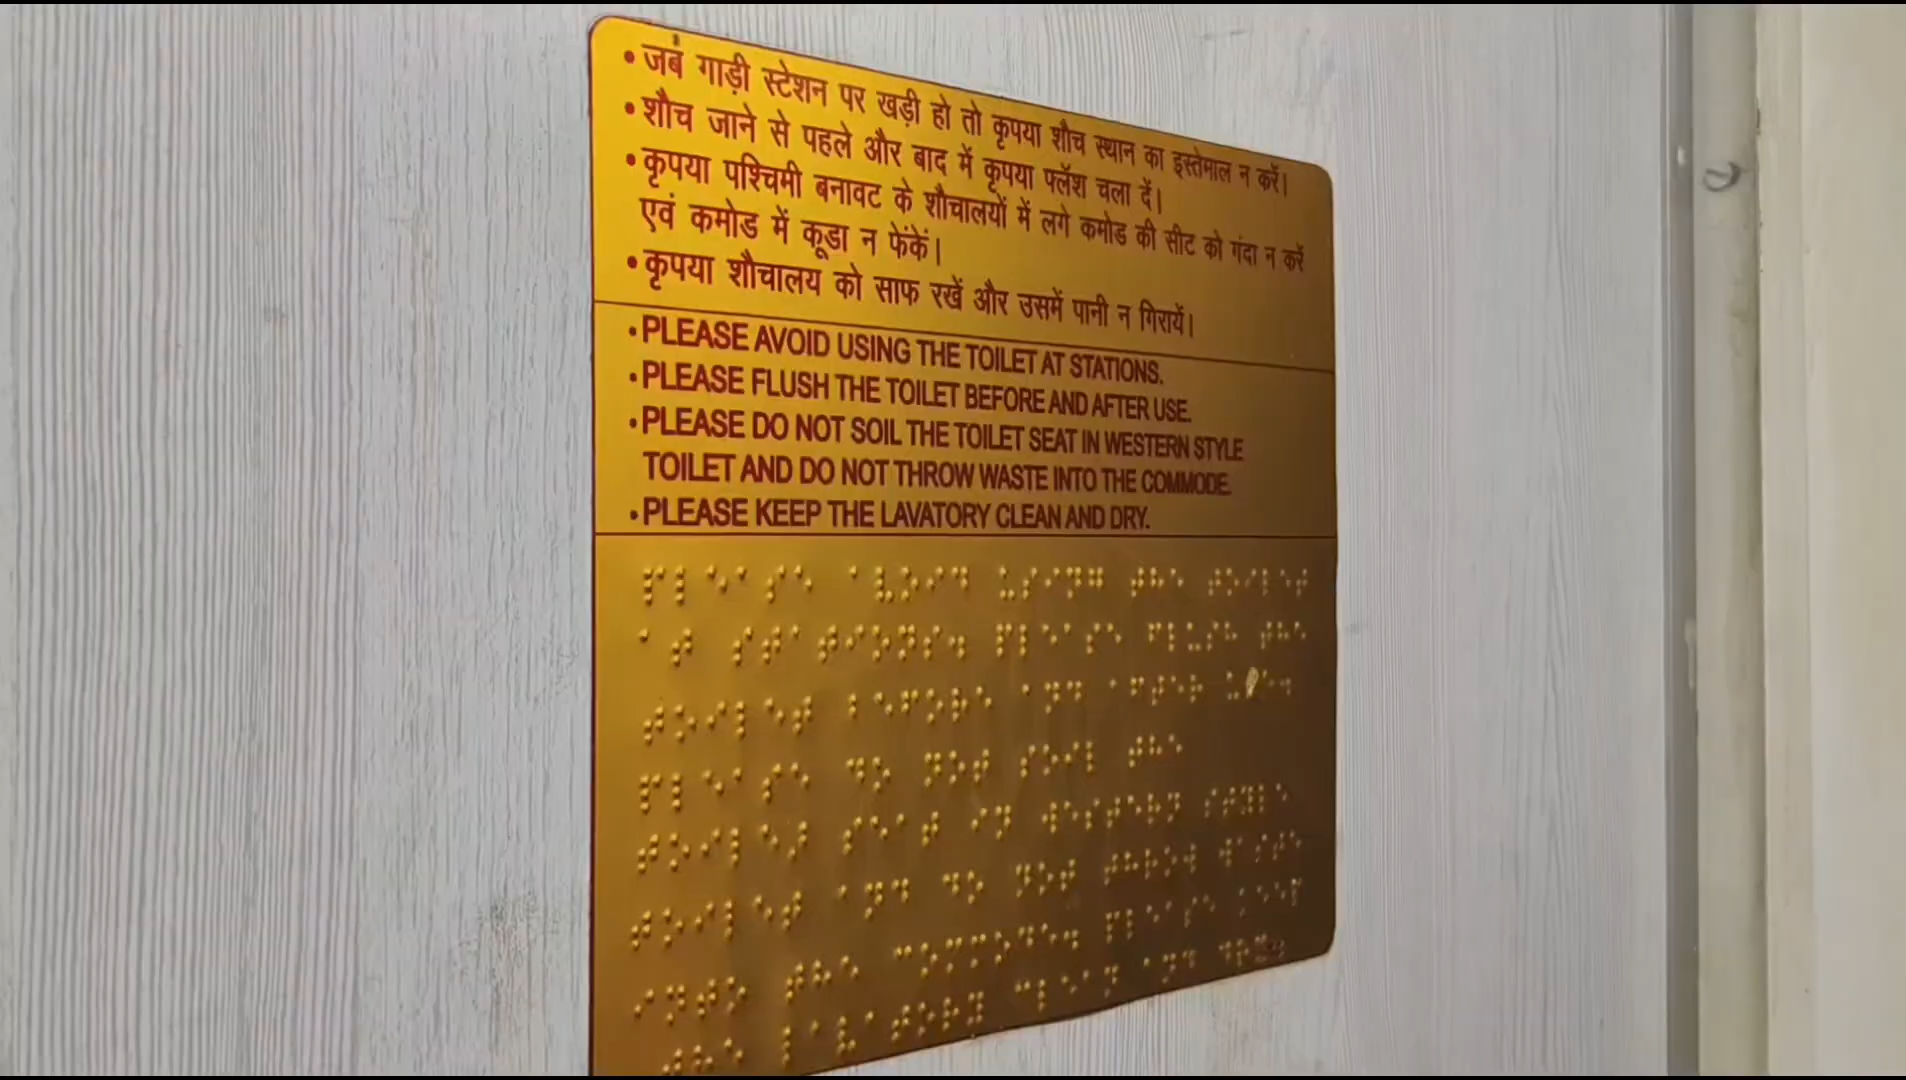 • जब गाड़ी स्टेशन पर खड़ी हो तो कृपया शौच स्थान का इस्तेमाल न करें।
• शौच जाने से पहले और बाद में कृपया फ्लॅश चला दें।
• कृपया पश्चिमी बनावट के शौचालयों में लगे कमोड की सीट को गंदा न करें
एवं कमोड में कूडा न फेंकें।
• कृपया शौचालय को साफ रखें और उसमें पानी न गिरायें।
• PLEASE AVOID USING THE TOILET AT STATIONS.
• PLEASE FLUSH THE TOILET BEFORE AND AFTER USE.
• PLEASE DO NOT SOIL THE TOILET SEAT IN WESTERN STYLE
TOILET AND DO NOT THROW WASTE INTO THE COMMODE.
• PLEASE KEEP THE LAVATORY CLEAN AND DRY.
⠏⠇⠑⠁⠎⠑ ⠁⠧⠕⠊⠙ ⠥⠎⠊⠝⠛ ⠞⠓⠑ ⠞⠕⠊⠇⠑⠞
⠁⠞ ⠎⠞⠁⠞⠊⠕⠝⠎⠲ ⠏⠇⠑⠁⠎⠑ ⠋⠇⠥⠎⠓ ⠞⠓⠑
⠞⠕⠊⠇⠑⠞ ⠃⠑⠋⠕⠗⠑ ⠁⠝⠙ ⠁⠋⠞⠑⠗ ⠥⠎⠑⠲
⠏⠇⠑⠁⠎⠑ ⠙⠕ ⠝⠕⠞ ⠎⠕⠊⠇ ⠞⠓⠑
⠞⠕⠊⠇⠑⠞ ⠎⠑⠁⠞ ⠊⠝ ⠺⠑⠎⠞⠑⠗⠝ ⠎⠞⠽⠇⠑
⠞⠕⠊⠇⠑⠞ ⠁⠝⠙ ⠙⠕ ⠝⠕⠞ ⠞⠓⠗⠕⠺ ⠺⠁⠎⠞⠑
⠊⠝⠞⠕ ⠞⠓⠑ ⠉⠕⠍⠍⠕⠙⠑⠲ ⠏⠇⠑⠁⠎⠑ ⠅⠑⠑⠏
⠞⠓⠑ ⠇⠁⠧⠁⠞⠕⠗⠽ ⠉⠇⠑⠁⠝ ⠁⠝⠙ ⠙⠗⠽⠲